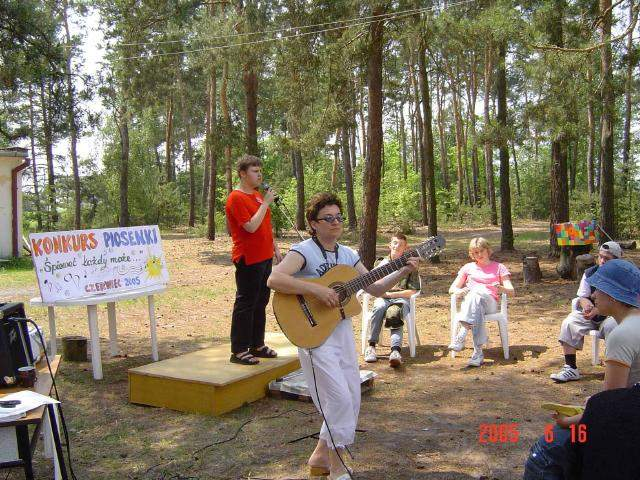 KONKURS PIOSENKI
"Śpiewać każdy może...
CZERWIEC 2005
2005 6 16